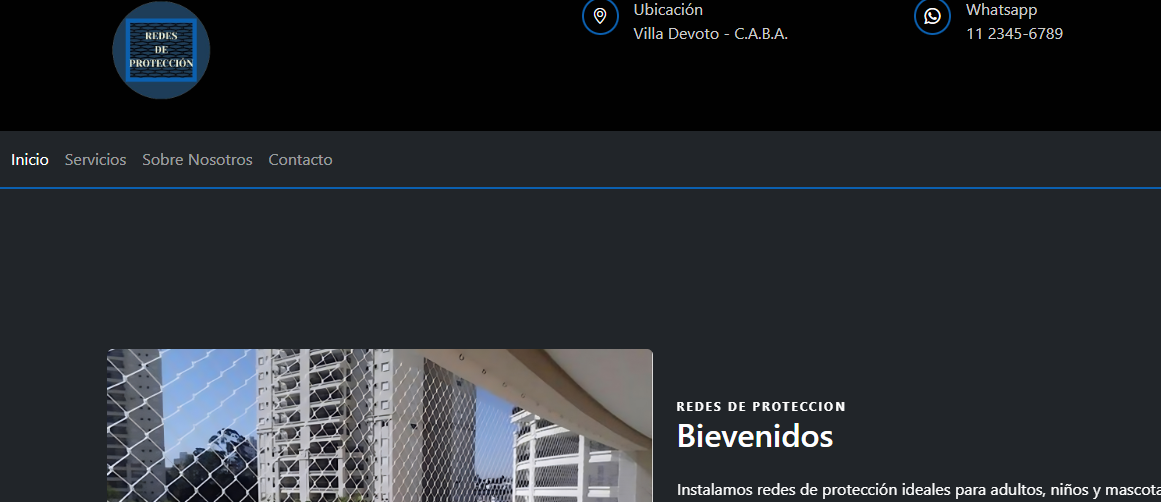 REDES
DE
PROTECCIÓN
Ubicación
Villa Devoto - C.A.B.A.
Whatsapp
11 2345-6789
Inicio Servicios Sobre Nosotros Contacto
REDES DE PROTECCION
Bievenidos
Instalamos redes de protección ideales para adultos, niños y mascota